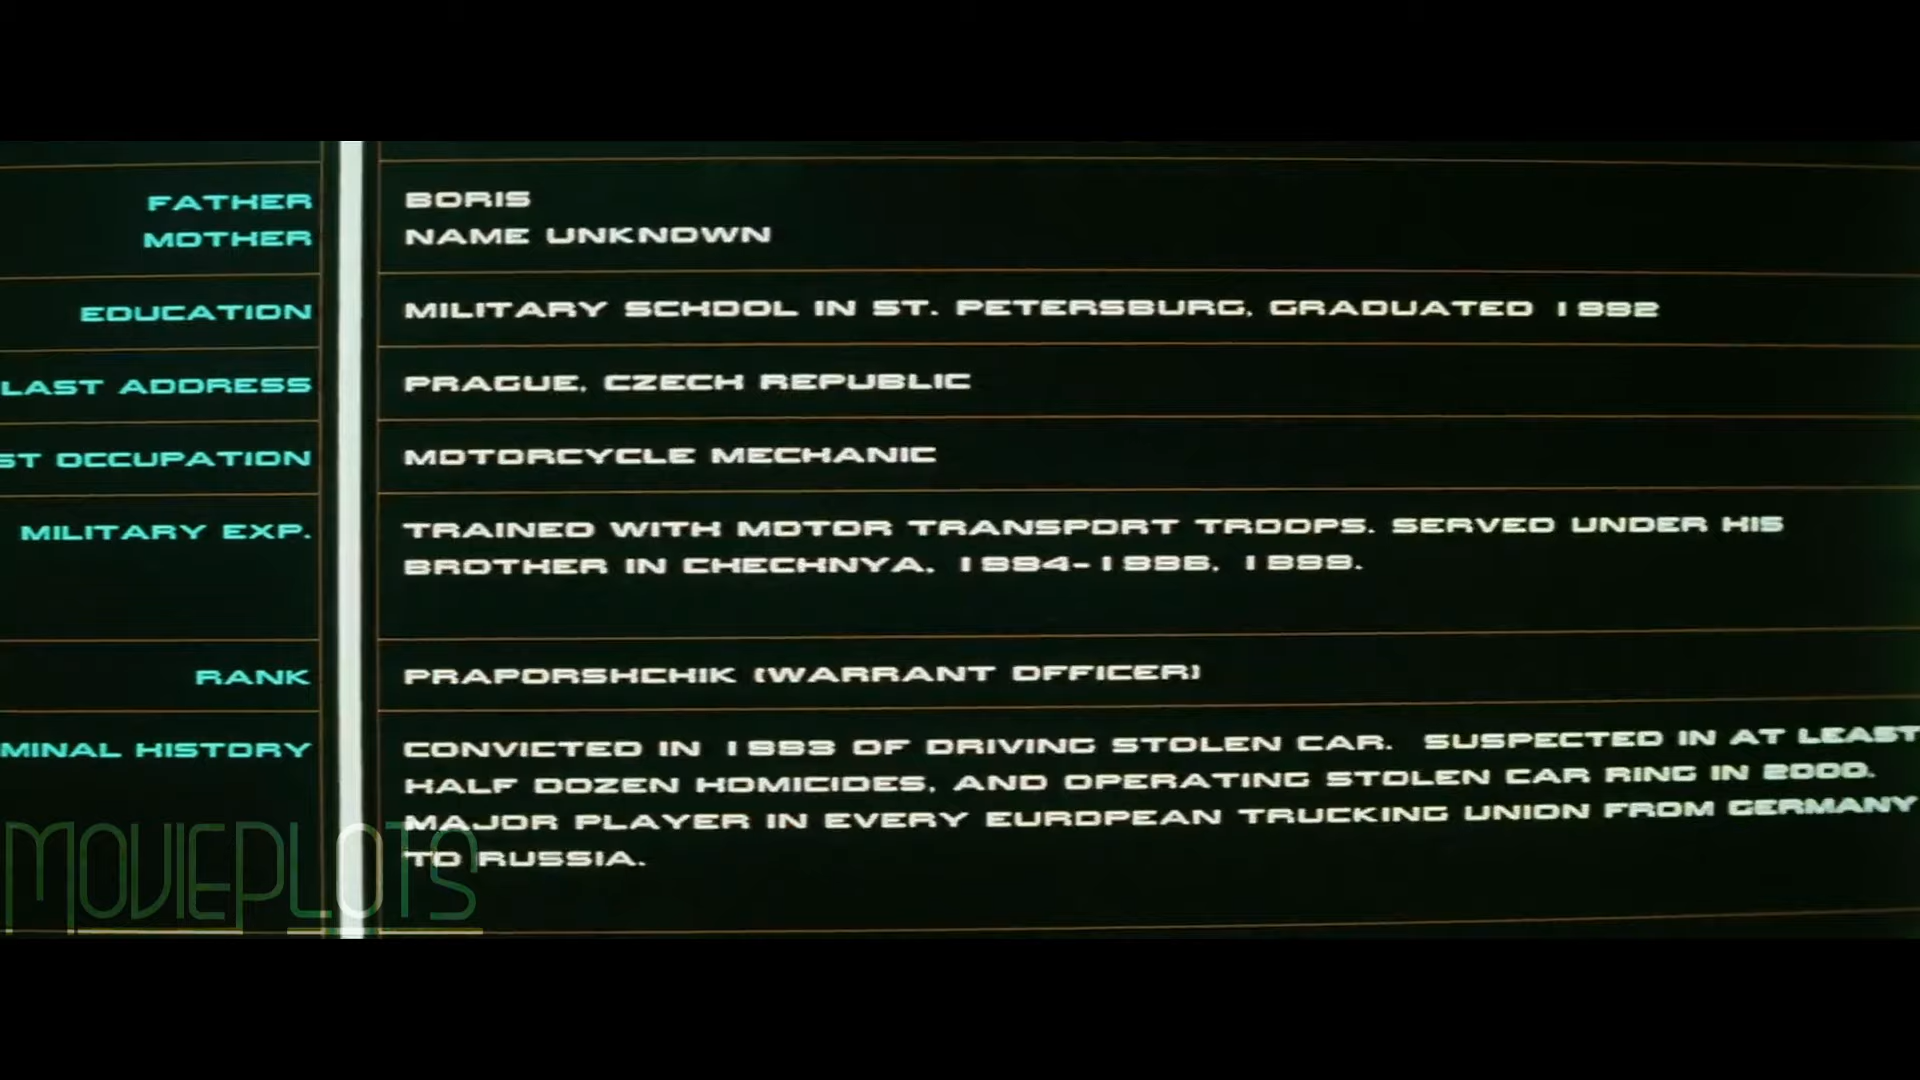 FATHER BORIS
MOTHER NAME UNKNOWN
EDUCATION MILITARY SCHOOL IN ST. PETERSBURG, GRADUATED 1992
LAST ADDRESS PRAGUE, CZECH REPUBLIC
ST OCCUPATION MOTORCYCLE MECHANIC
MILITARY EXP. TRAINED WITH MOTOR TRANSPORT TROOPS. SERVED UNDER HIS
BROTHER IN CHECHNYA, 1994-1996, 1999.
RANK PRAPORSHCHIK (WARRANT OFFICER)
MINAL HISTORY CONVICTED IN 1993 OF DRIVING STOLEN CAR. SUSPECTED IN AT LEAST
HALF DOZEN HOMICIDES, AND OPERATING STOLEN CAR RING IN 2000.
MAJOR PLAYER IN EVERY EUROPEAN TRUCKING UNION FROM GERMANY
TO RUSSIA.
MOVIEPLOTS